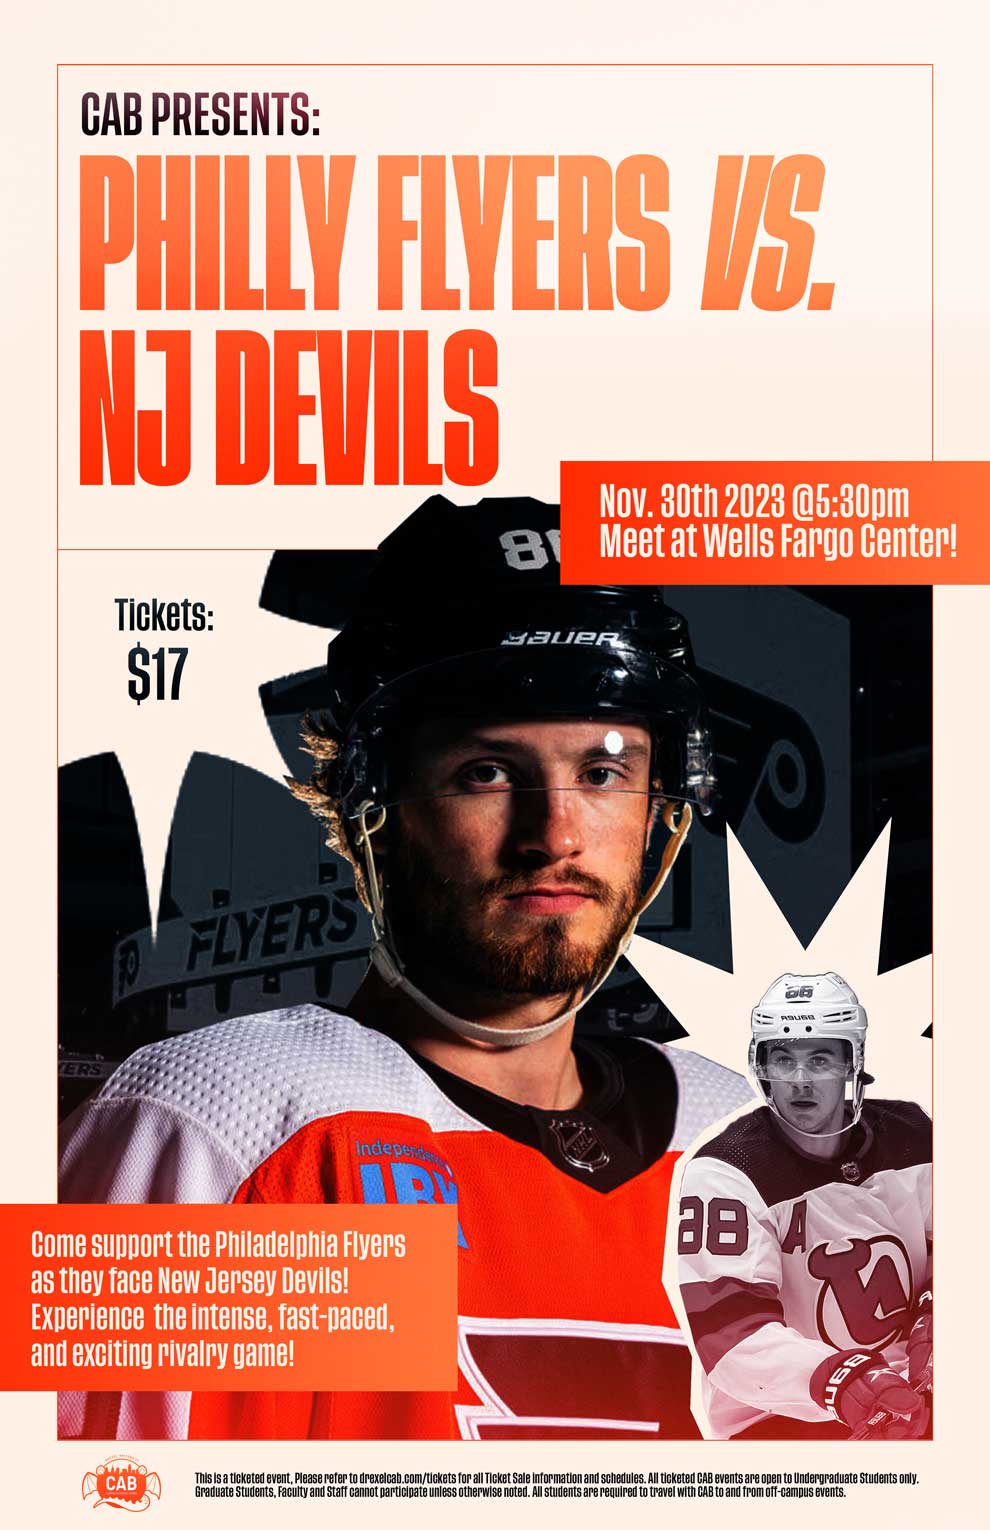 CAB PRESENTS:
PHILLY FLYERS VS.
NJ DEVILS
Nov. 30th 2023 @5:30pm
Meet at Wells Fargo Center!
Tickets:
$17
BAUER
FLYERS
YERS
NHL
Come support the Philadelphia Flyers
as they face New Jersey Devils!
Experience the intense, fast-paced,
and exciting rivalry game!
A
CAB
This is a ticketed event, Please refer to drexelcab.com/tickets for all Ticket Sale information and schedules. All ticketed CAB events are open to Undergraduate Students only.
Graduate Students, Faculty and Staff cannot participate unless otherwise noted. All students are required to travel with CAB to and from off-campus events.